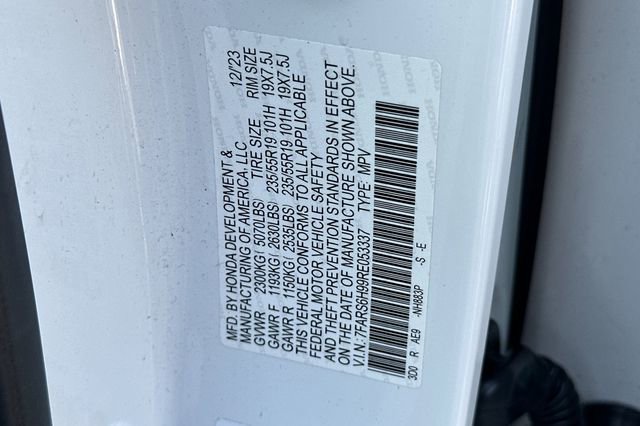 MFD. BY HONDA DEVELOPMENT & 12/'23
MANUFACTURING OF AMERICA, LLC TIRE SIZE RIM SIZE
GVWR 2300KG( 5070LBS)
GAWR F 1193KG( 2630LBS) 235/55R19 101H 19X7.5J
GAWR R 1150KG( 2535LBS) 235/55R19 101H 19X7.5J
THIS VEHICLE CONFORMS TO ALL APPLICABLE
FEDERAL MOTOR VEHICLE SAFETY
AND THEFT PREVENTION STANDARDS IN EFFECT
ON THE DATE OF MANUFACTURE SHOWN ABOVE.
V.I.N.: 7FARS6H99RE053337 TYPE: MPV
3D0 R AE9 -NH883P -S -E